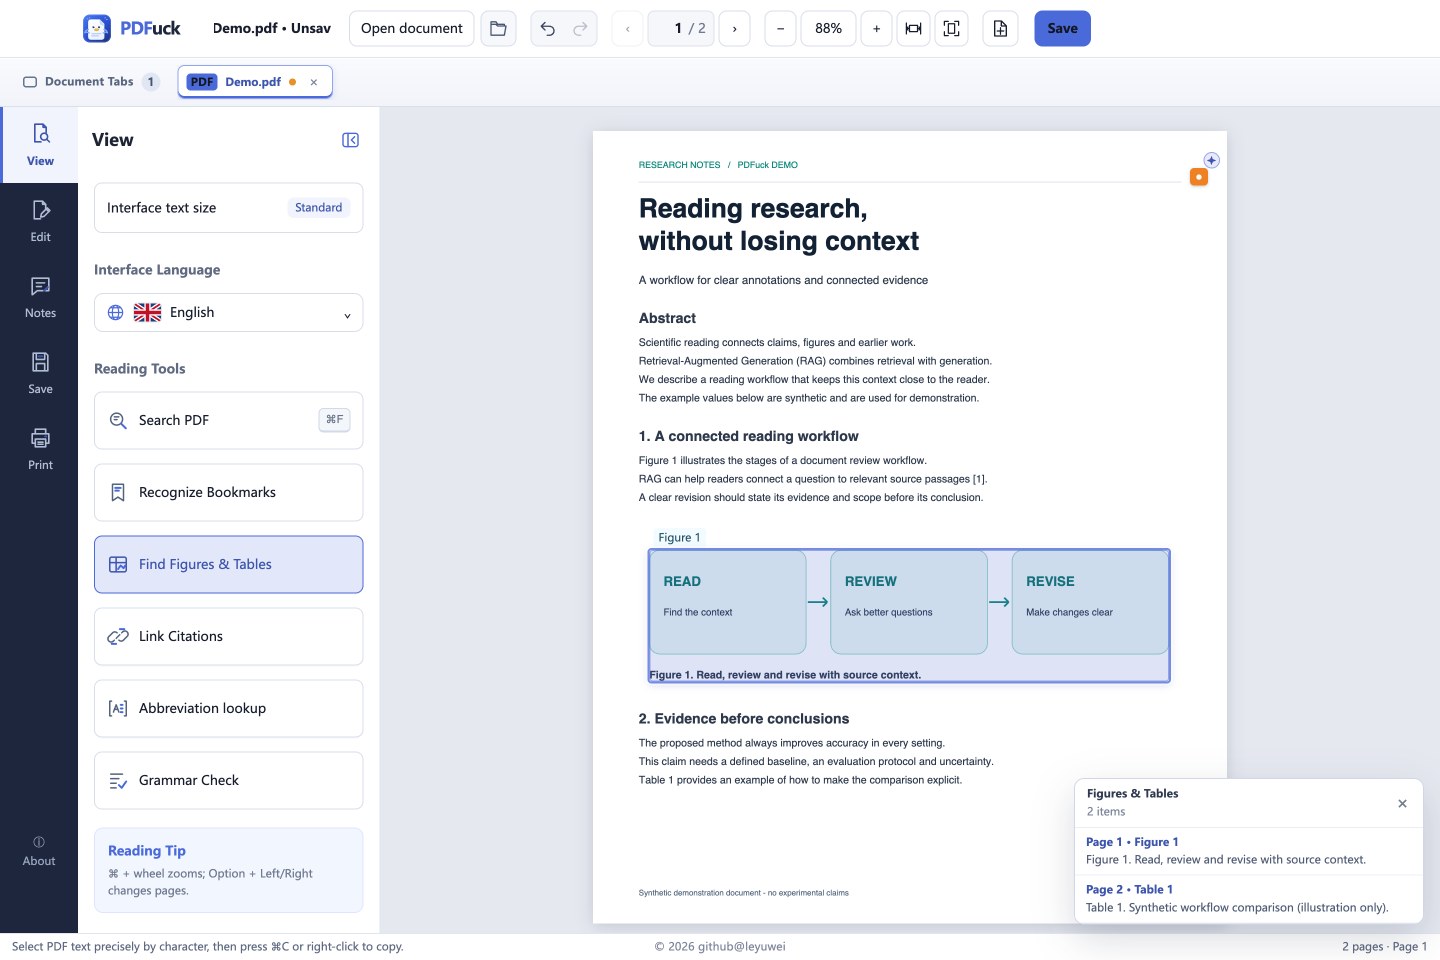 PDFuck
Demo.pdf • Unsav
Open document
1 / 2
88%
Save
Document Tabs 1
PDF Demo.pdf
View
View
Edit
Notes
Save
Print
About
Interface text size Standard
Interface Language
English
Reading Tools
Search PDF ⌘F
Recognize Bookmarks
Find Figures & Tables
Link Citations
Abbreviation lookup
Grammar Check
Reading Tip
⌘ + wheel zooms; Option + Left/Right
changes pages.
RESEARCH NOTES / PDFuck DEMO
Reading research,
without losing context
A workflow for clear annotations and connected evidence
Abstract
Scientific reading connects claims, figures and earlier work.
Retrieval-Augmented Generation (RAG) combines retrieval with generation.
We describe a reading workflow that keeps this context close to the reader.
The example values below are synthetic and are used for demonstration.
1. A connected reading workflow
Figure 1 illustrates the stages of a document review workflow.
RAG can help readers connect a question to relevant source passages [1].
A clear revision should state its evidence and scope before its conclusion.
Figure 1
READ
Find the context
REVIEW
Ask better questions
REVISE
Make changes clear
Figure 1. Read, review and revise with source context.
2. Evidence before conclusions
The proposed method always improves accuracy in every setting.
This claim needs a defined baseline, an evaluation protocol and uncertainty.
Table 1 provides an example of how to make the comparison explicit.
Synthetic demonstration document - no experimental claims
Figures & Tables
2 items
Page 1 • Figure 1
Figure 1. Read, review and revise with source context.
Page 2 • Table 1
Table 1. Synthetic workflow comparison (illustration only).
Select PDF text precisely by character, then press ⌘C or right-click to copy.
© 2026 github@leyuwei
2 pages · Page 1